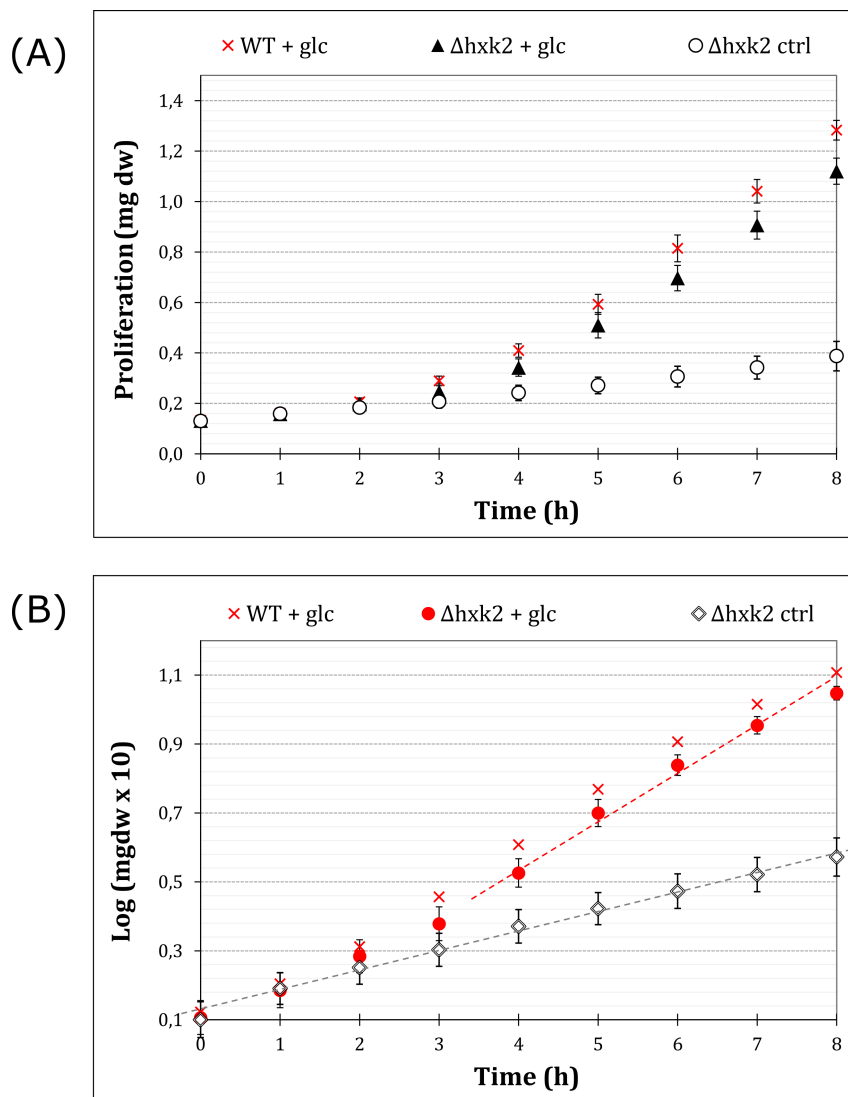 (A)
WT + glc Δhxk2 + glc Δhxk2 ctrl
Proliferation (mg dw)
1,4
1,2
1,0
0,8
0,6
0,4
0,2
0,0
0 1 2 3 4 5 6 7 8
Time (h)
(B)
WT + glc Δhxk2 + glc Δhxk2 ctrl
Log (mgdw x 10)
1,1
0,9
0,7
0,5
0,3
0,1
0 1 2 3 4 5 6 7 8
Time (h)